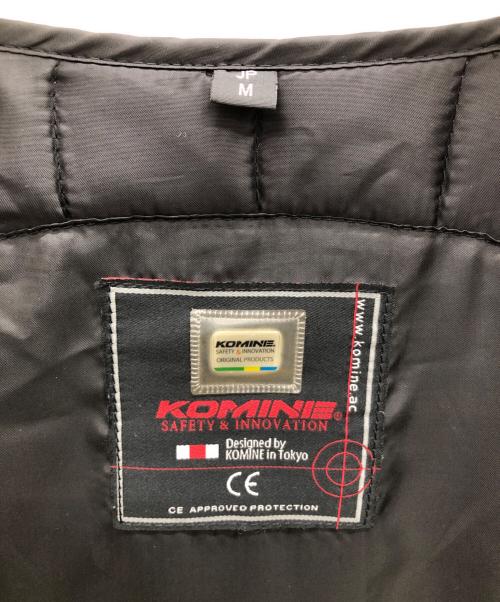 JP
M
KOMINE
SAFETY & INNOVATION
ORIGINAL PRODUCTS
www.komine.ac
KOMINE®
SAFETY & INNOVATION
Designed by
KOMINE in Tokyo
CE
CE APPROVED PROTECTION